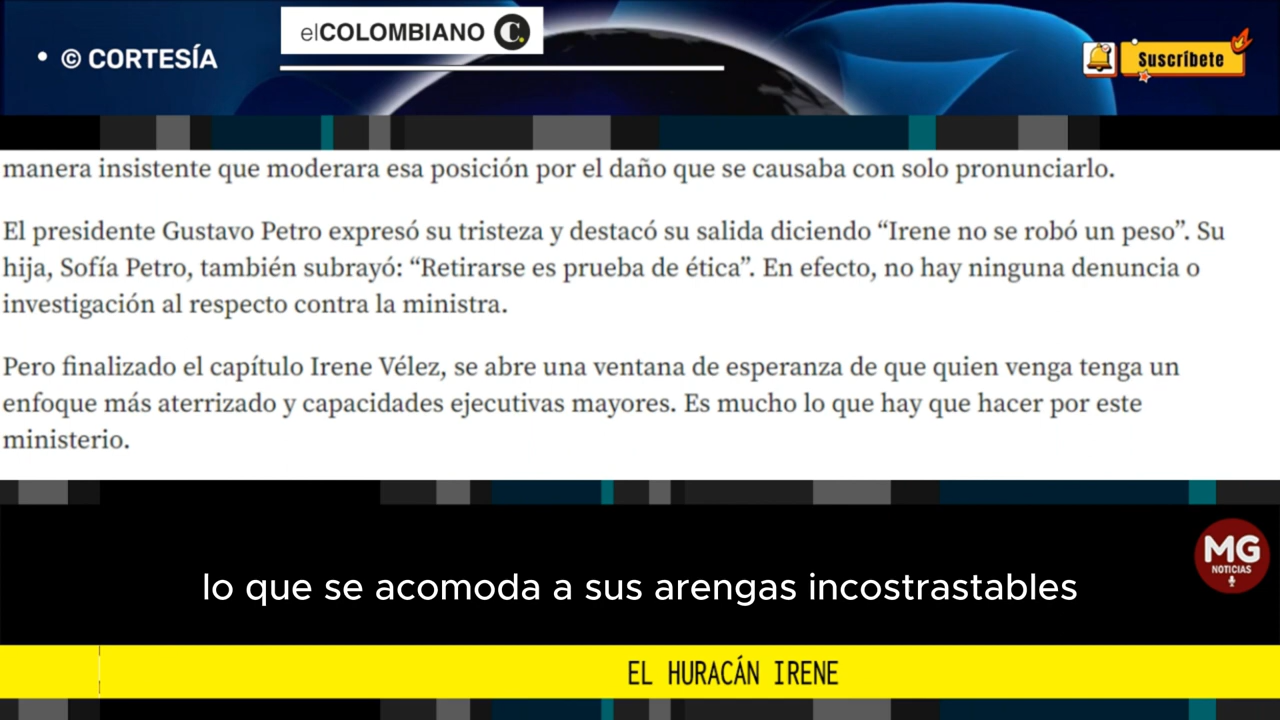 • © CORTESÍA
elCOLOMBIANO C.
Suscríbete
manera insistente que moderara esa posición por el daño que se causaba con solo pronunciarlo.
El presidente Gustavo Petro expresó su tristeza y destacó su salida diciendo “Irene no se robó un peso”. Su
hija, Sofía Petro, también subrayó: “Retirarse es prueba de ética”. En efecto, no hay ninguna denuncia o
investigación al respecto contra la ministra.
Pero finalizado el capítulo Irene Vélez, se abre una ventana de esperanza de que quien venga tenga un
enfoque más aterrizado y capacidades ejecutivas mayores. Es mucho lo que hay que hacer por este
ministerio.
MG
NOTICIAS
lo que se acomoda a sus arengas incostrastables
EL HURACÁN IRENE